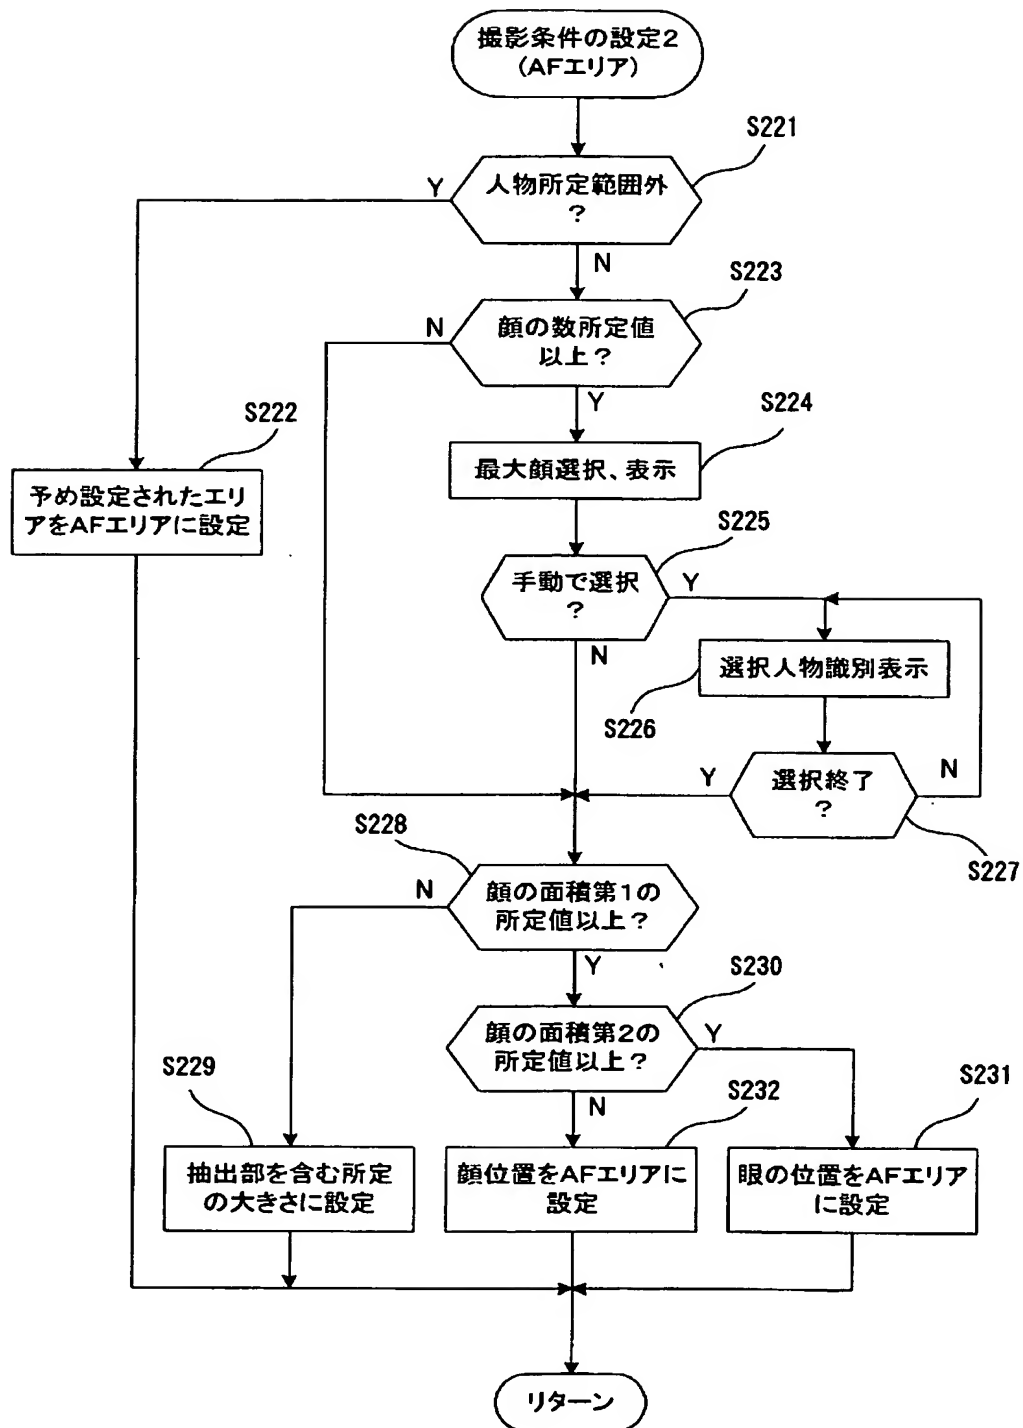 撮影条件の設定2
(AFエリア)
S221
人物所定範囲外
?
Y
N
S223
顔の数所定値
以上?
N
Y
S222
予め設定されたエリ
アをAFエリアに設定
S224
最大顔選択、表示
S225
手動で選択
?
Y
N
選択人物識別表示
S226
選択終了
?
Y
N
S227
S228
顔の面積第1の
所定値以上?
N
Y
S230
顔の面積第2の
所定値以上?
Y
N
S229
抽出部を含む所定
の大きさに設定
S232
顔位置をAFエリアに
設定
S231
眼の位置をAFエリア
に設定
リターン